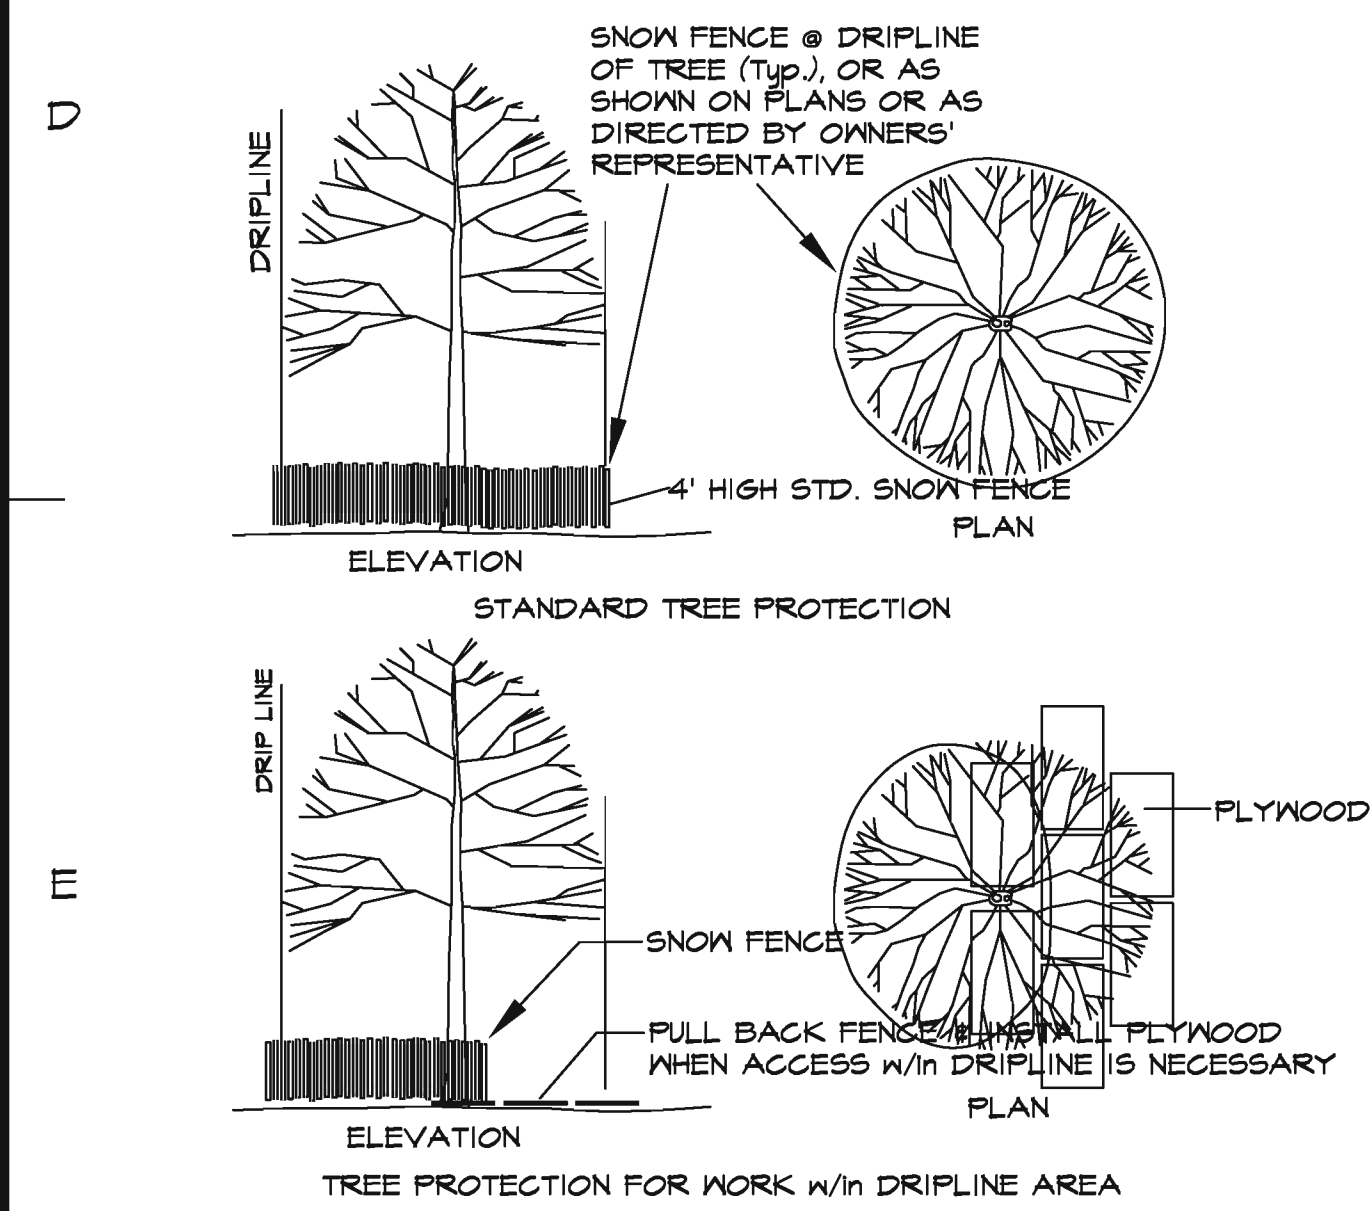 D
SNOW FENCE @ DRIPLINE
OF TREE (Typ.), OR AS
SHOWN ON PLANS OR AS
DIRECTED BY OWNERS'
REPRESENTATIVE
DRIPLINE
4' HIGH STD. SNOW FENCE
PLAN
ELEVATION
STANDARD TREE PROTECTION
DRIP LINE
PLYWOOD
E
SNOW FENCE
PULL BACK FENCE & INSTALL PLYWOOD
WHEN ACCESS w/in DRIPLINE IS NECESSARY
PLAN
ELEVATION
TREE PROTECTION FOR WORK w/in DRIPLINE AREA